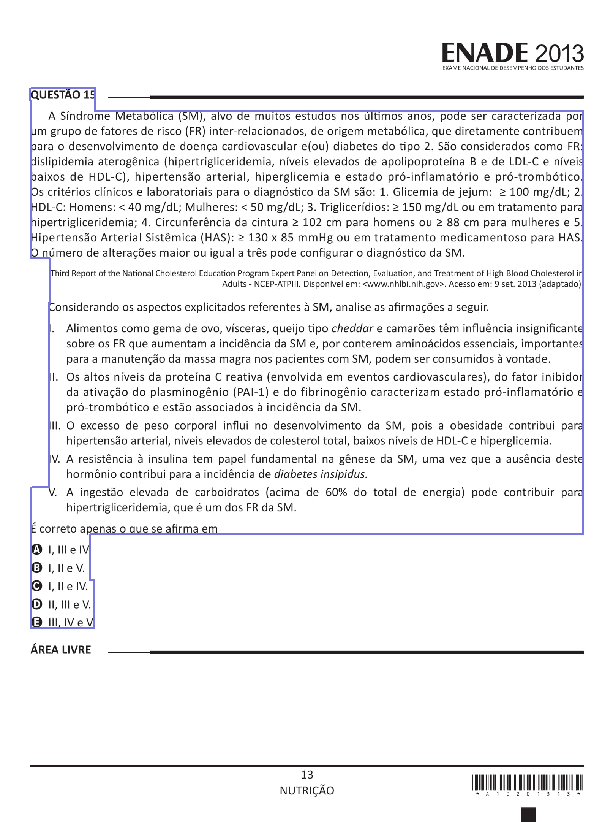 ENADE 2013
EXAME NACIONAL DE DESEMPENHO DOS ESTUDANTES
QUESTÃO 15
A Síndrome Metabólica (SM), alvo de muitos estudos nos últimos anos, pode ser caracterizada por
um grupo de fatores de risco (FR) inter-relacionados, de origem metabólica, que diretamente contribuem
para o desenvolvimento de doença cardiovascular e(ou) diabetes do tipo 2. São considerados como FR:
dislipidemia aterogênica (hipertrigliceridemia, níveis elevados de apolipoproteína B e de LDL-C e níveis
baixos de HDL-C), hipertensão arterial, hiperglicemia e estado pró-inflamatório e pró-trombótico.
Os critérios clínicos e laboratoriais para o diagnóstico da SM são: 1. Glicemia de jejum: ≥ 100 mg/dL; 2.
HDL-C: Homens: < 40 mg/dL; Mulheres: < 50 mg/dL; 3. Triglicerídios: ≥ 150 mg/dL ou em tratamento para
hipertrigliceridemia; 4. Circunferência da cintura ≥ 102 cm para homens ou ≥ 88 cm para mulheres e 5.
Hipertensão Arterial Sistêmica (HAS): ≥ 130 x 85 mmHg ou em tratamento medicamentoso para HAS.
O número de alterações maior ou igual a três pode configurar o diagnóstico da SM.
Third Report of the National Cholesterol Education Program Expert Panel on Detection, Evaluation, and Treatment of High Blood Cholesterol in
Adults - NCEP-ATPIII. Disponível em: <www.nhlbi.nih.gov>. Acesso em: 9 set. 2013 (adaptado).
Considerando os aspectos explicitados referentes à SM, analise as afirmações a seguir.
I. Alimentos como gema de ovo, vísceras, queijo tipo cheddar e camarões têm influência insignificante
sobre os FR que aumentam a incidência da SM e, por conterem aminoácidos essenciais, importantes
para a manutenção da massa magra nos pacientes com SM, podem ser consumidos à vontade.
II. Os altos níveis da proteína C reativa (envolvida em eventos cardiovasculares), do fator inibidor
da ativação do plasminogênio (PAI-1) e do fibrinogênio caracterizam estado pró-inflamatório e
pró-trombótico e estão associados à incidência da SM.
III. O excesso de peso corporal influi no desenvolvimento da SM, pois a obesidade contribui para
hipertensão arterial, níveis elevados de colesterol total, baixos níveis de HDL-C e hiperglicemia.
IV. A resistência à insulina tem papel fundamental na gênese da SM, uma vez que a ausência deste
hormônio contribui para a incidência de diabetes insipidus.
V. A ingestão elevada de carboidratos (acima de 60% do total de energia) pode contribuir para
hipertrigliceridemia, que é um dos FR da SM.
É correto apenas o que se afirma em
A I, III e IV
B I, II e V.
C I, II e IV.
D II, III e V.
E III, IV e V
ÁREA LIVRE
13
NUTRIÇÃO